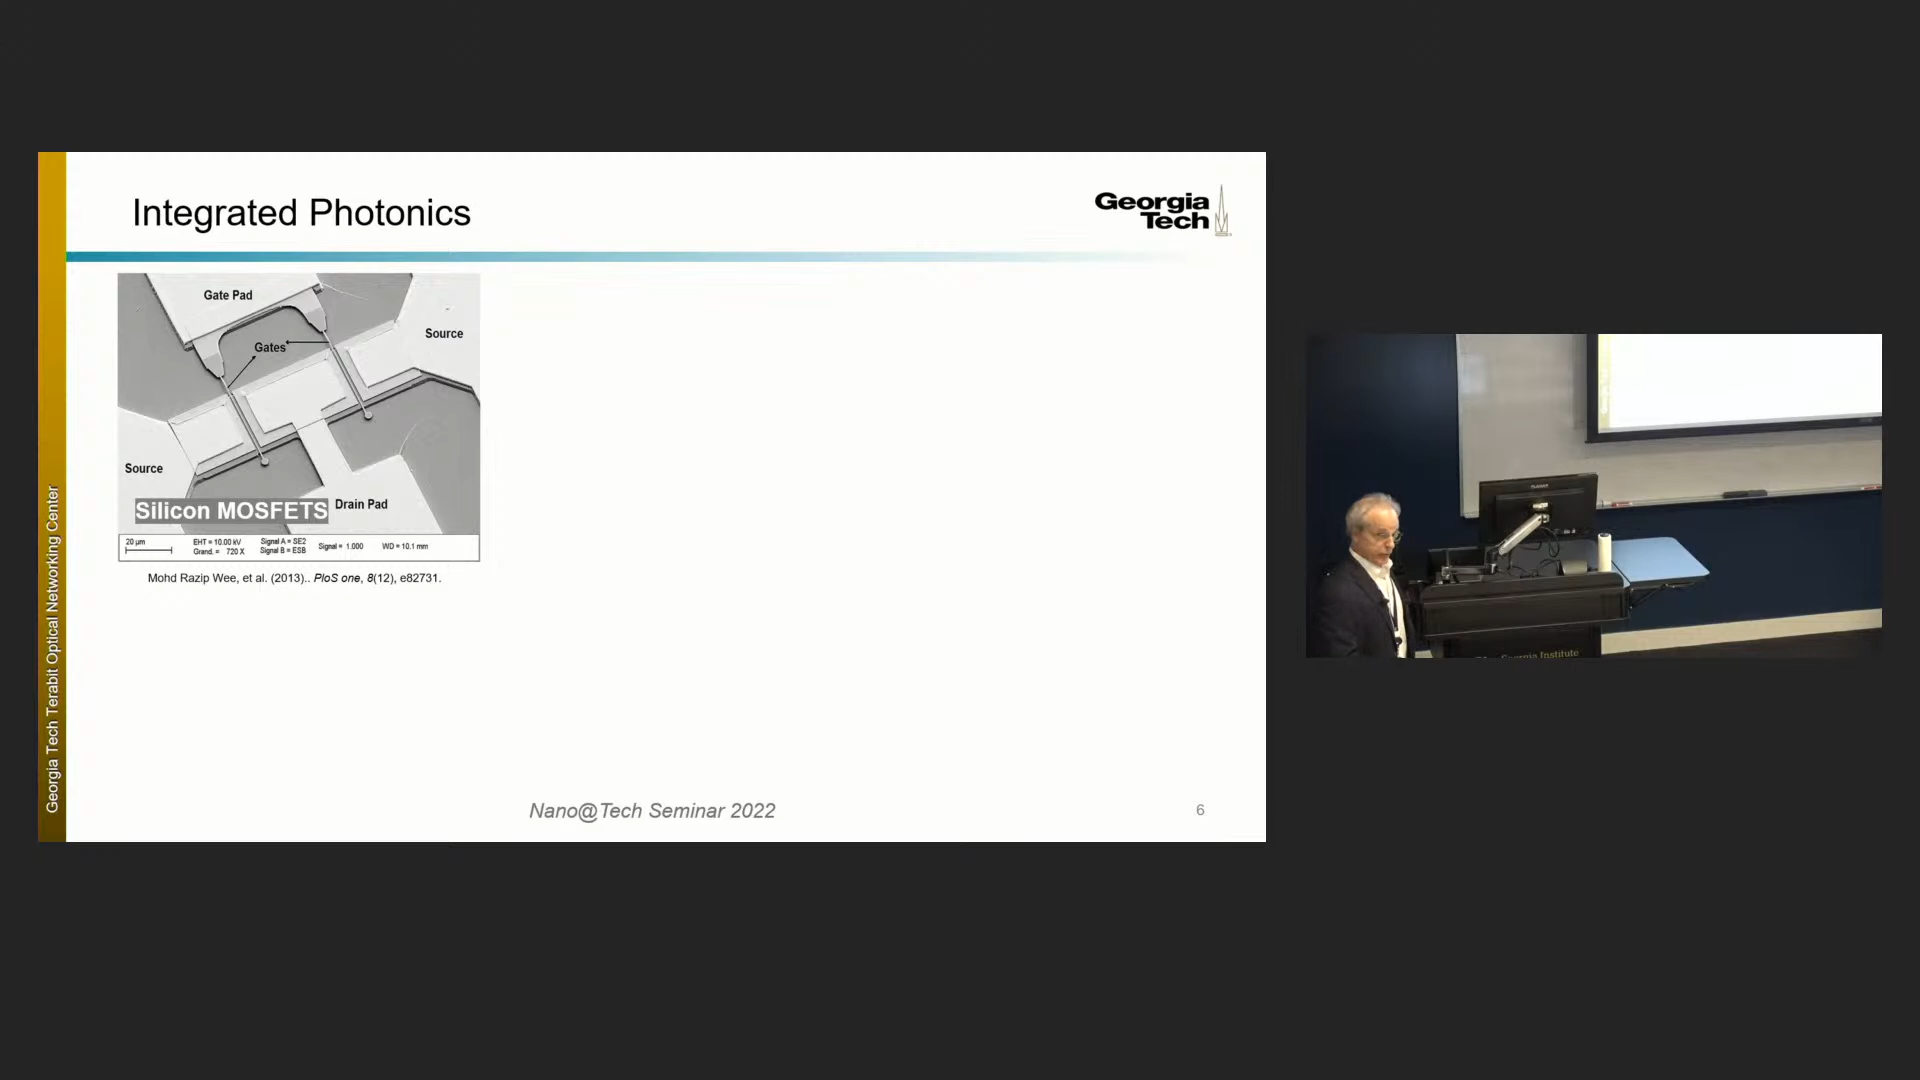 Integrated Photonics
Georgia
Tech
Gate Pad
Source
Gates
Source
Silicon MOSFETS
Drain Pad
20 µm
EHT = 10.00 kV
Signal A = SE2
Signal = 1.000
WD = 10.1 mm
Grand. = 720 X
Signal B = ESB
Mohd Razip Wee, et al. (2013).. PloS one, 8(12), e82731.
Georgia Tech Terabit Optical Networking Center
Nano@Tech Seminar 2022
6
Georgia Institute